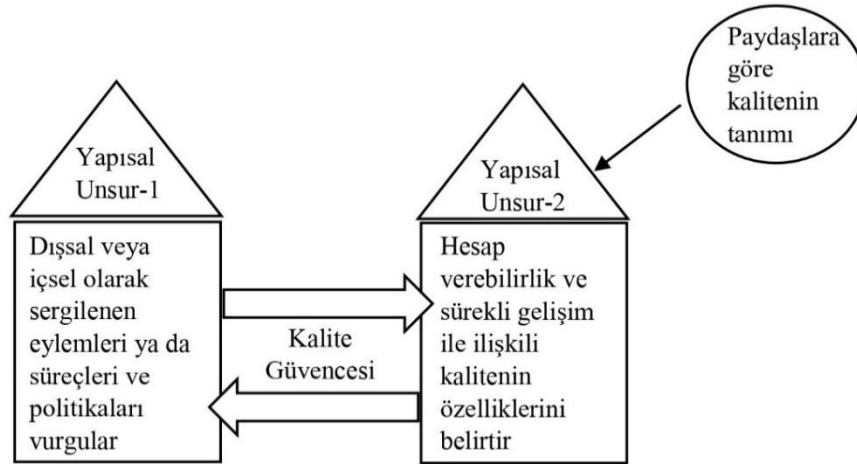 Paydaşlara
göre
kalitenin
tanımı
Yapısal
Unsur-1
Yapısal
Unsur-2
Dışsal veya
içsel olarak
sergilenen
eylemleri ya da
süreçleri ve
politikaları
vurgular
Kalite
Güvencesi
Hesap
verebilirlik ve
sürekli gelişim
ile ilişkili
kalitenin
özelliklerini
belirtir